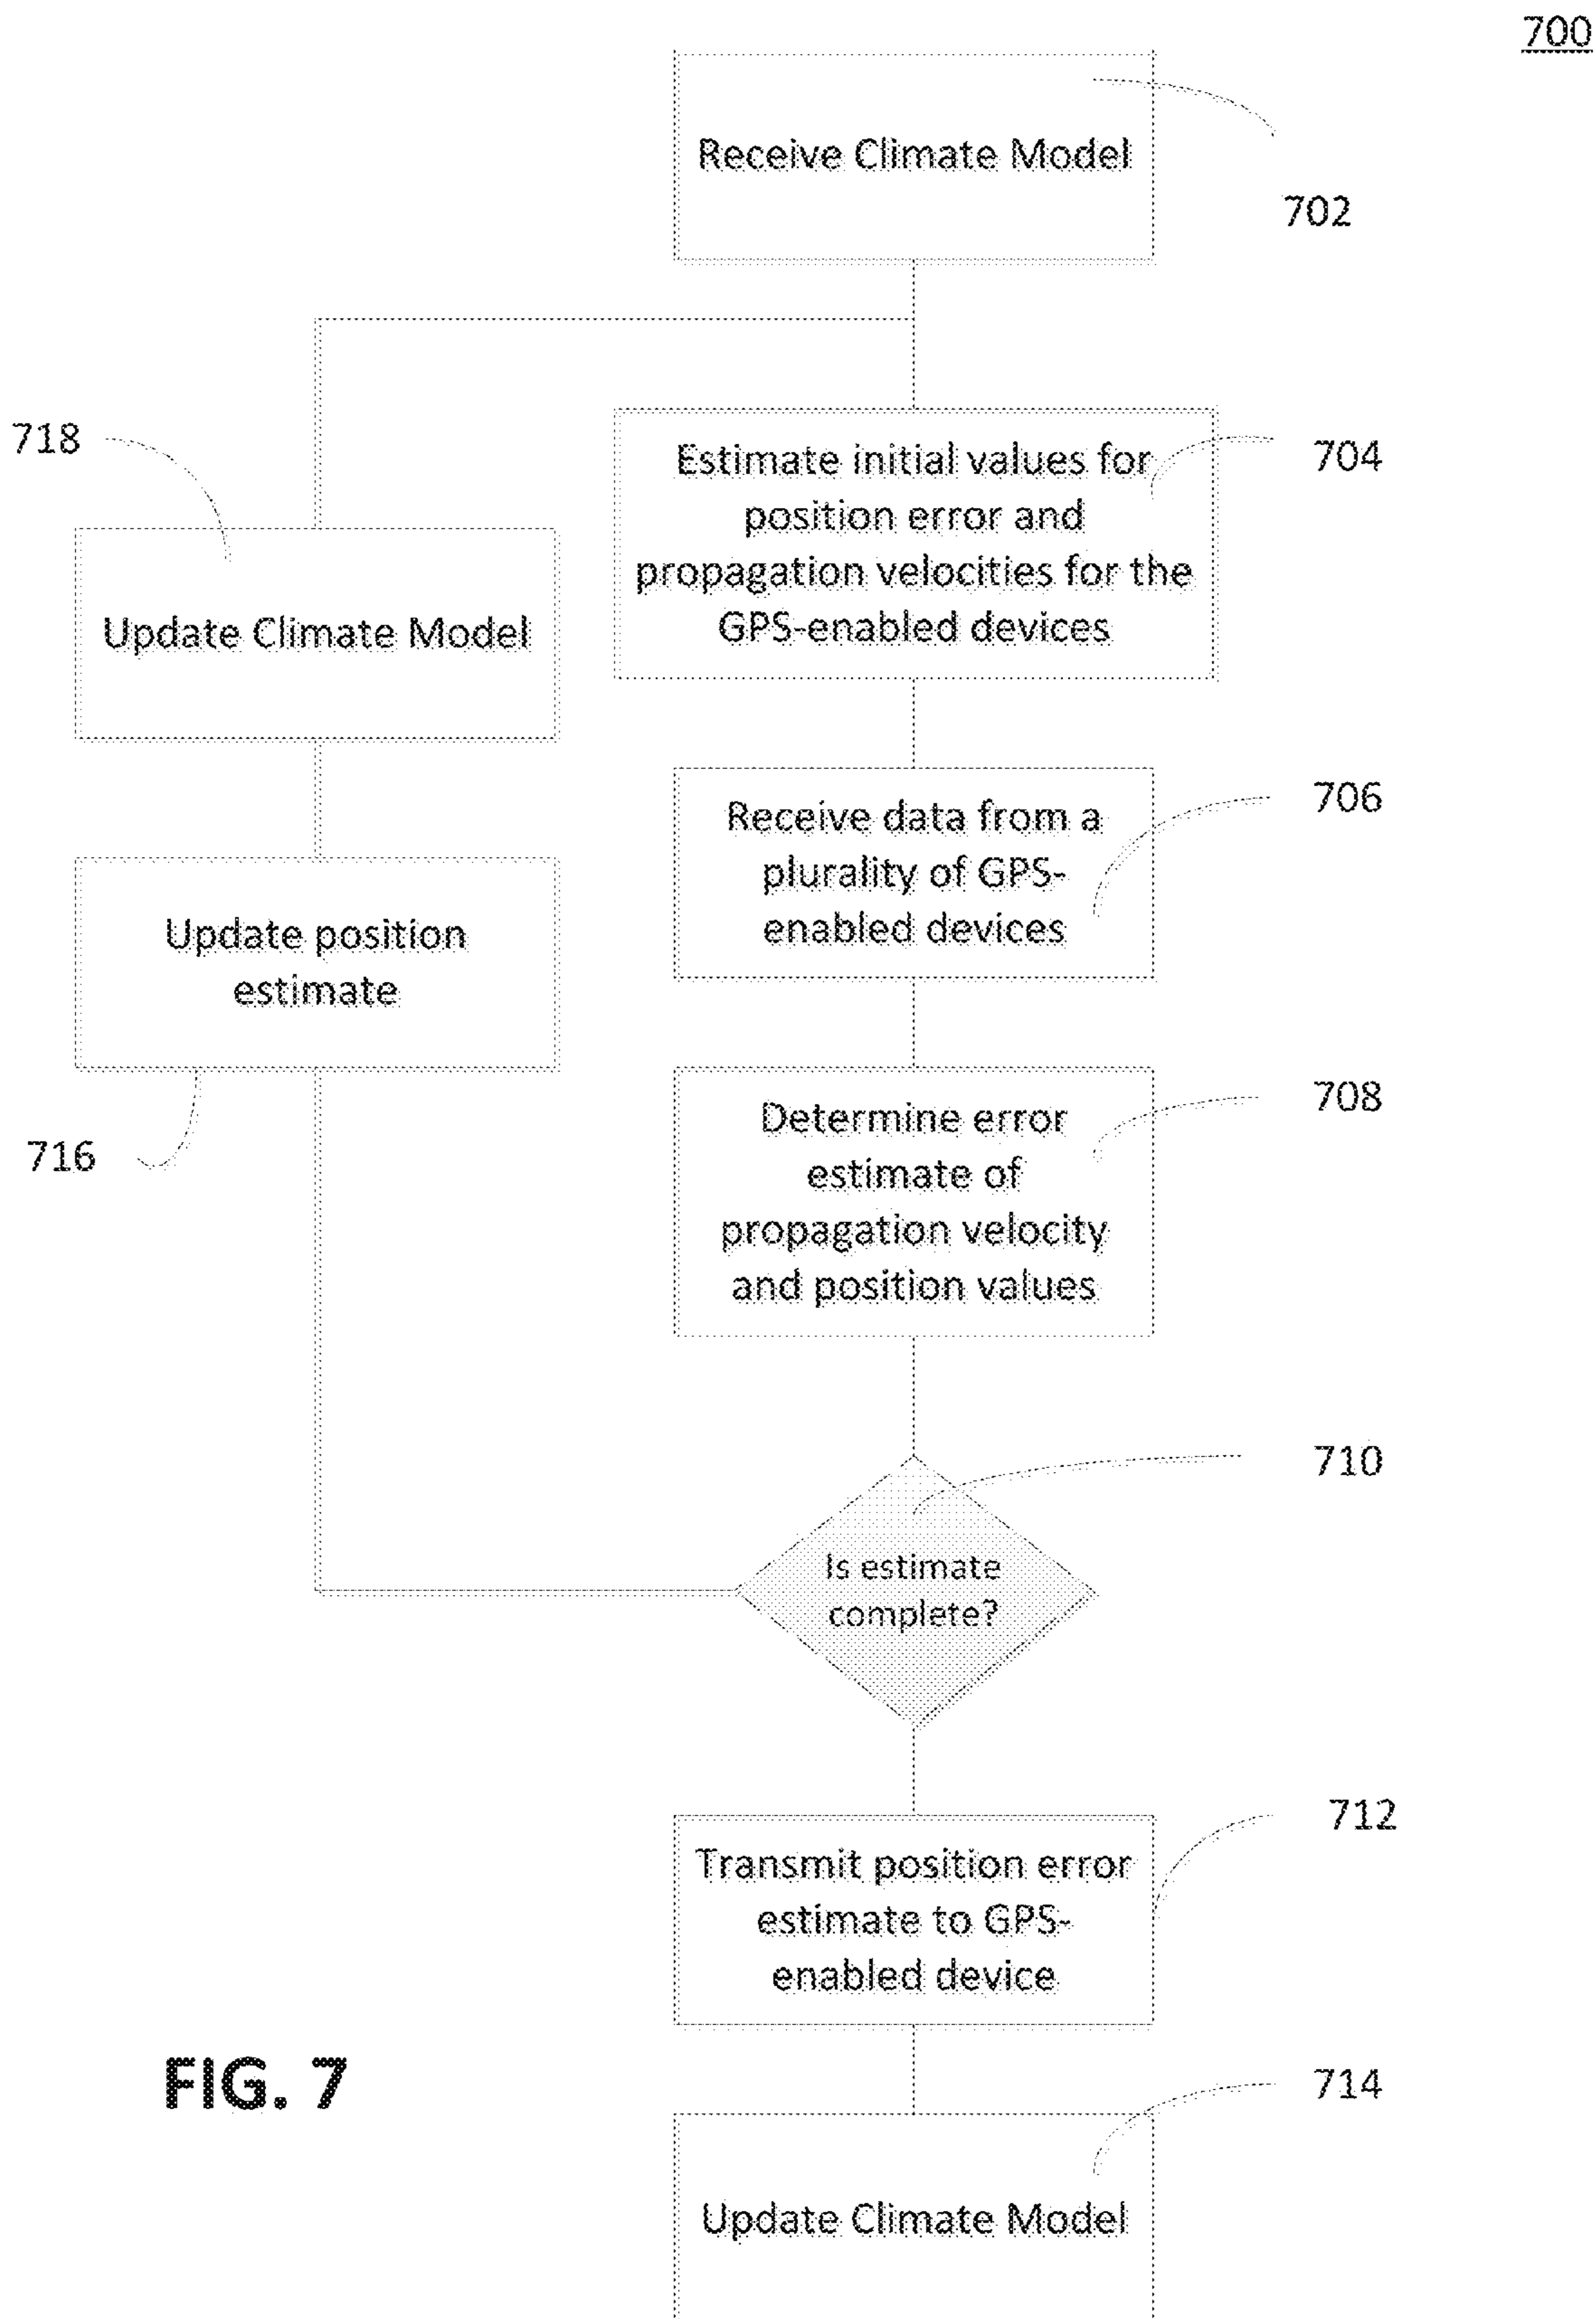 700
Receive Climate Model
702
718
Estimate initial values for
position error and
propagation velocities for the
GPS-enabled devices
704
Update Climate Model
Receive data from a
plurality of GPS-
enabled devices
706
Update position
estimate
716
Determine error
estimate of
propagation velocity
and position values
708
710
Is estimate
complete?
Transmit position error
estimate to GPS-
enabled device
712
FIG. 7
714
Update Climate Model